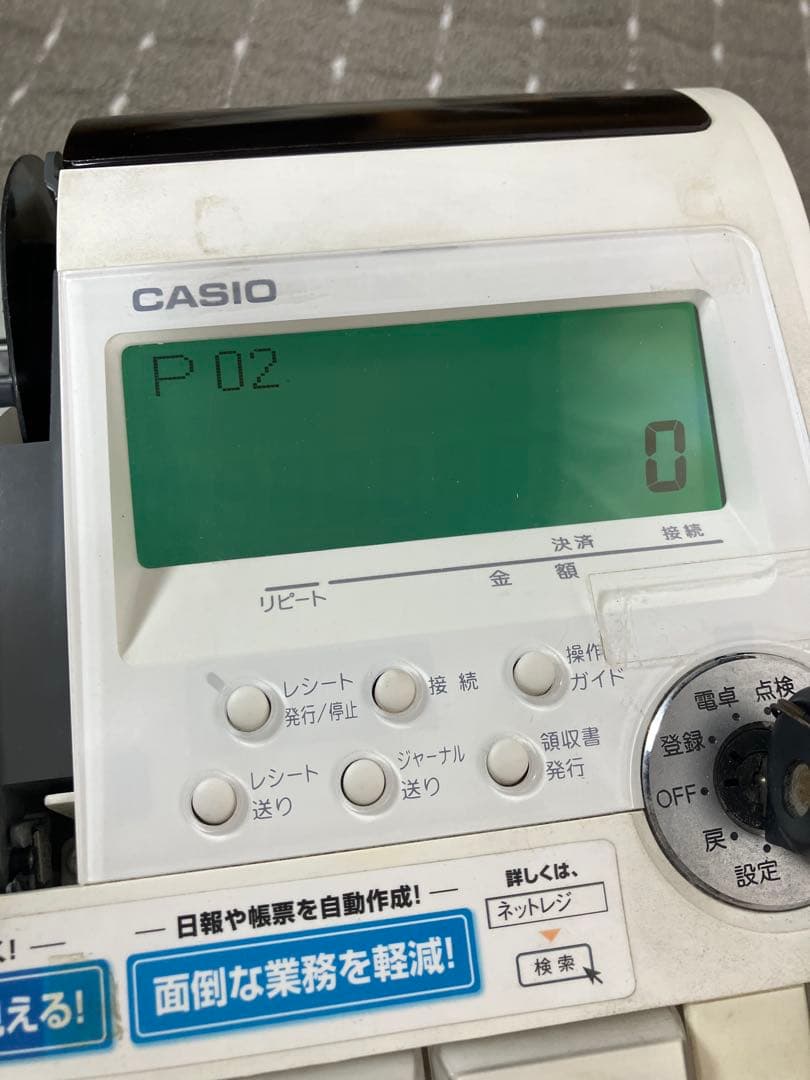 CASIO
P 02
0
決済
接続
金 額
リピート
レシート
発行/停止
接 続
操作
ガイド
レシート
送り
ジャーナル
送り
領収書
発行
電卓
点検
登録
OFF
戻
設定
日報や帳票を自動作成!
面倒な業務を軽減!
詳しくは、
ネットレジ
検 索
える!